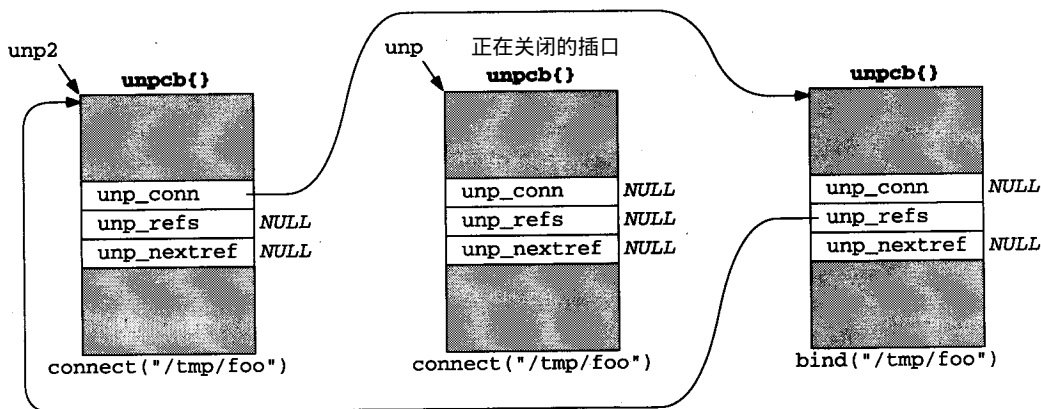 unp2
unpcb{}
unp_conn
unp_refs NULL
unp_nextref NULL
connect("/tmp/foo")
unp 正在关闭的插口
unpcb{}
unp_conn NULL
unp_refs NULL
unp_nextref NULL
connect("/tmp/foo")
unpcb{}
unp_conn NULL
unp_refs
unp_nextref NULL
bind("/tmp/foo")